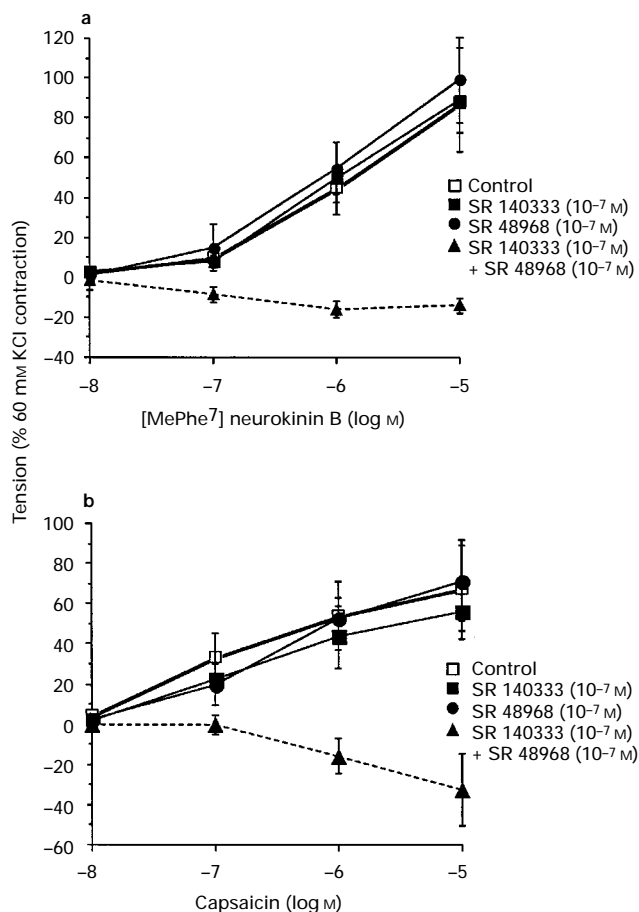 a
120
100
80
60
40
20
0
−20
−40
−8 −7 −6 −5
[MePhe⁷] neurokinin B (log M)
Control
SR 140333 (10⁻⁷ M)
SR 48968 (10⁻⁷ M)
SR 140333 (10⁻⁷ M)
+ SR 48968 (10⁻⁷ M)
Tension (% 60 mM KCl contraction)
b
100
80
60
40
20
0
−20
−40
−60
−8 −7 −6 −5
Capsaicin (log M)
Control
SR 140333 (10⁻⁷ M)
SR 48968 (10⁻⁷ M)
SR 140333 (10⁻⁷ M)
+ SR 48968 (10⁻⁷ M)